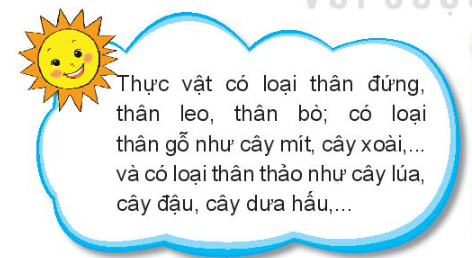 Thực vật có loại thân đứng,
thân leo, thân bò; có loại
thân gỗ như cây mít, cây xoài,...
và có loại thân thảo như cây lúa,
cây đậu, cây dưa hấu,...